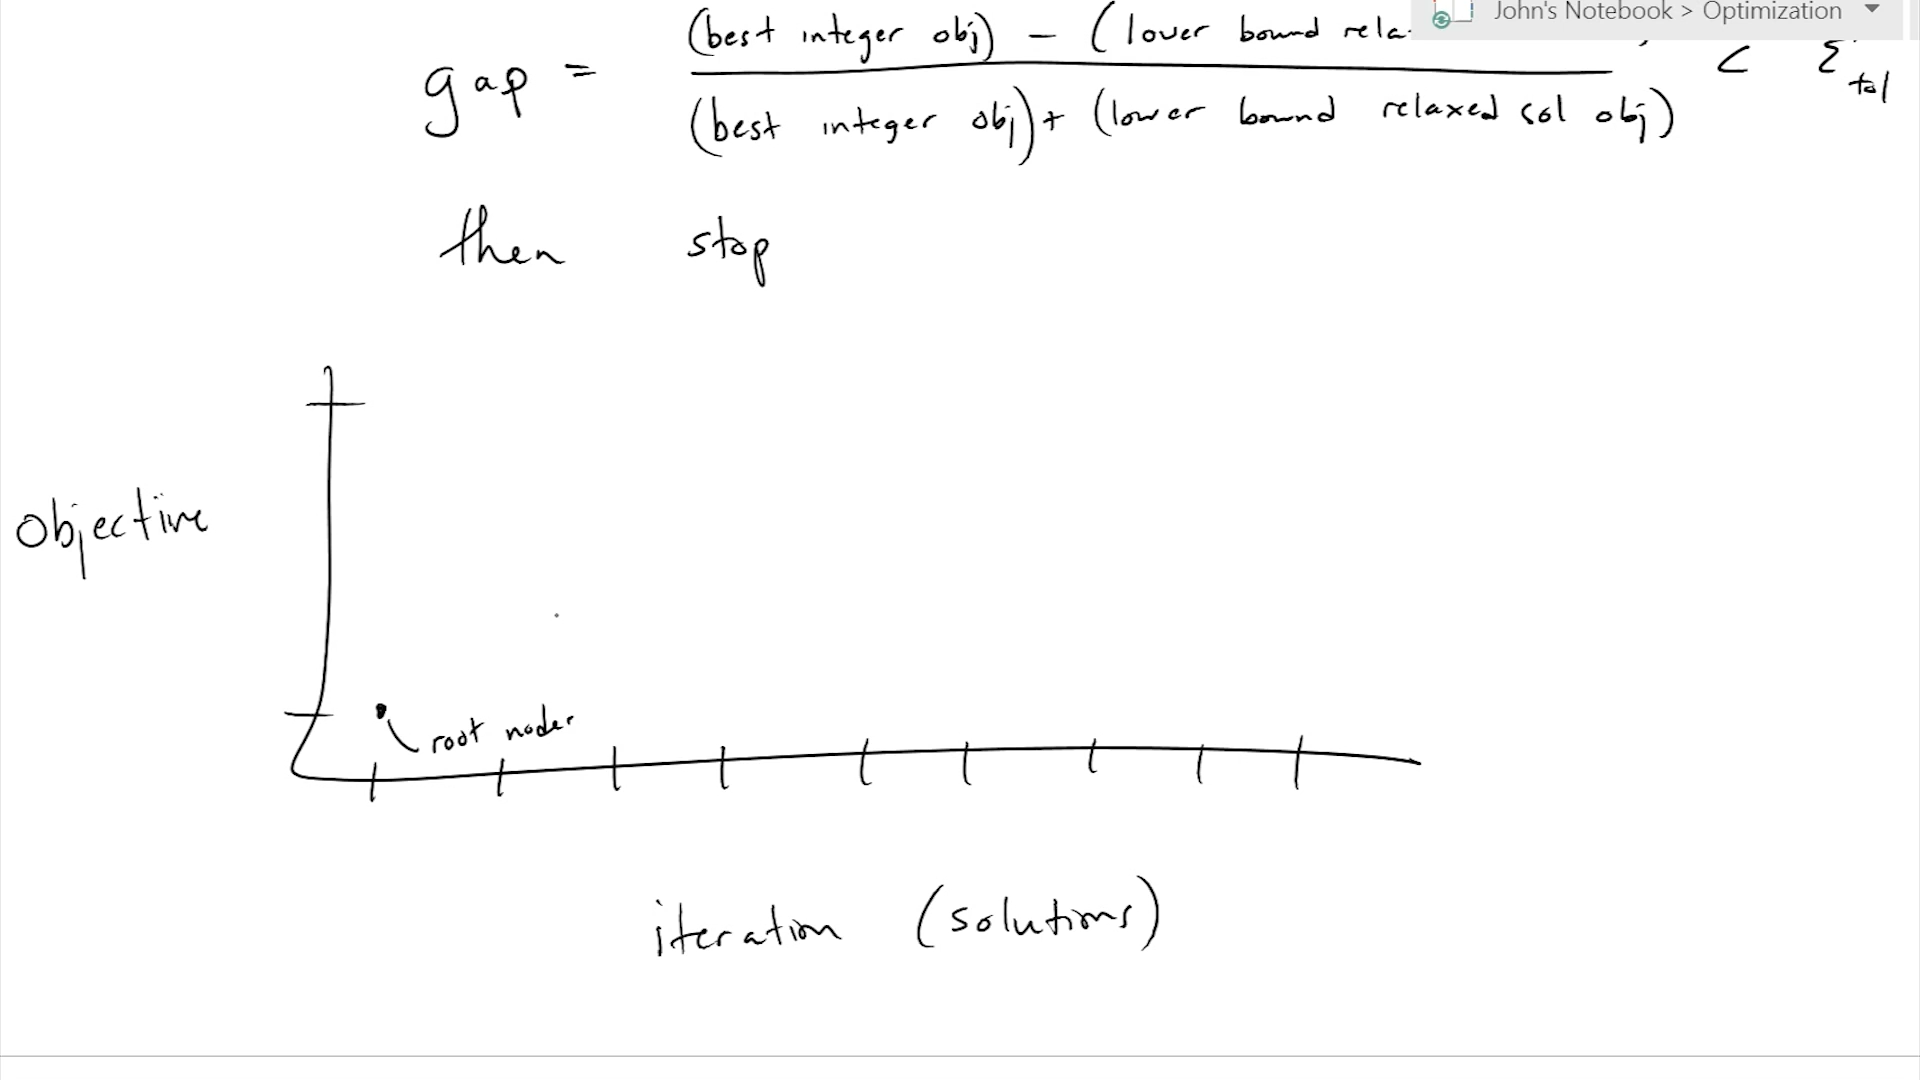 John's Notebook > Optimization
(best integer obj) - (lower bound rela
gap = < ε tol
(best integer obj) + (lower bound relaxed sol obj)
then stop
Objective
root node
iteration (solutions)